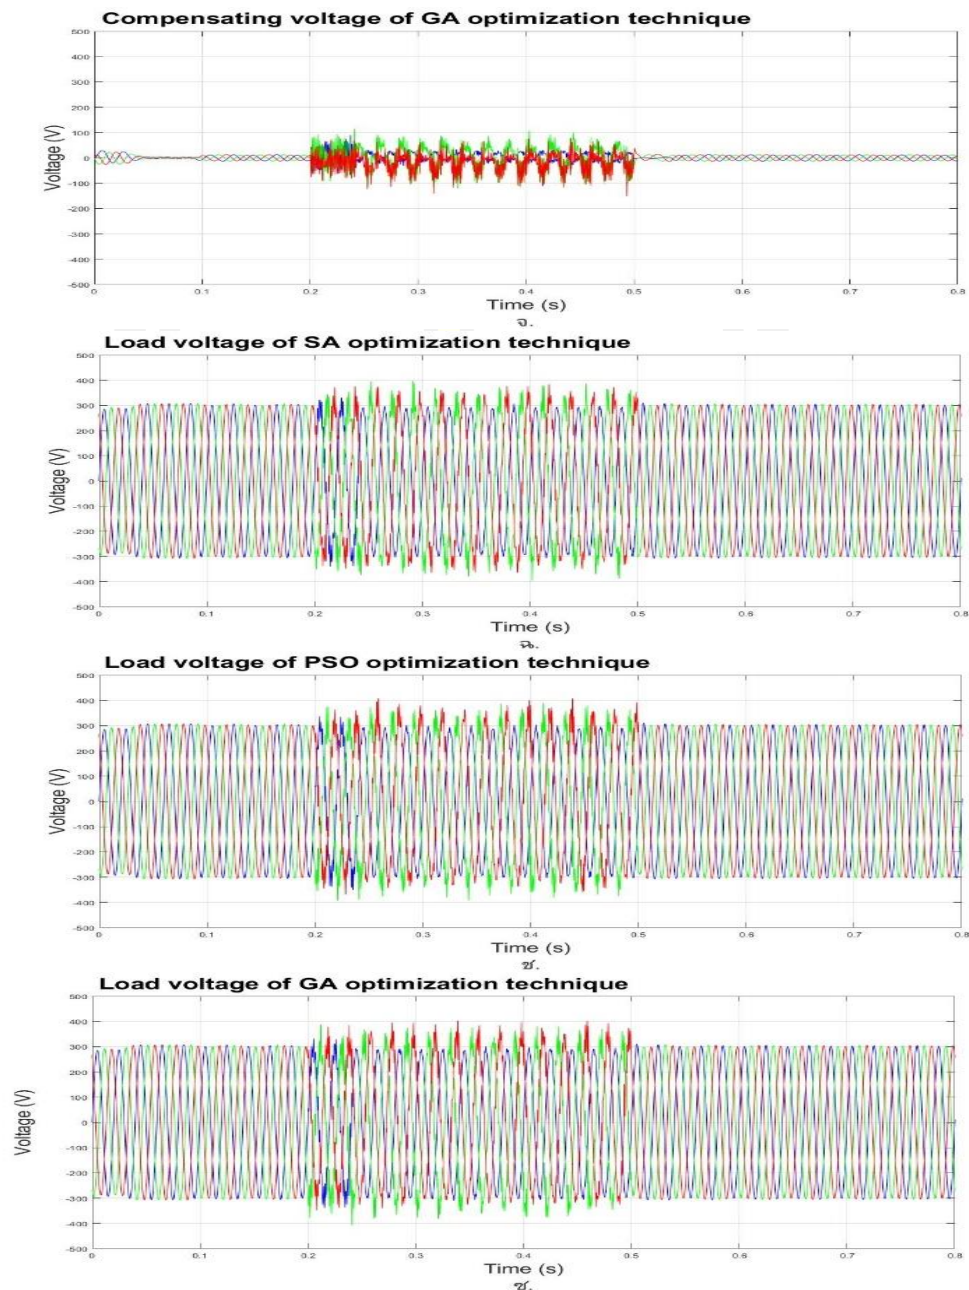 Compensating voltage of GA optimization technique
500
400
300
200
100
0
-100
-200
-300
-400
-500
Voltage (V)
0 0.1 0.2 0.3 0.4 0.5 0.6 0.7 0.8
Time (s)
จ.
Load voltage of SA optimization technique
500
400
300
200
100
0
-100
-200
-300
-400
-500
Voltage (V)
0 0.1 0.2 0.3 0.4 0.5 0.6 0.7 0.8
Time (s)
ฉ.
Load voltage of PSO optimization technique
500
400
300
200
100
0
-100
-200
-300
-400
-500
Voltage (V)
0 0.1 0.2 0.3 0.4 0.5 0.6 0.7 0.8
Time (s)
ช.
Load voltage of GA optimization technique
500
400
300
200
100
0
-100
-200
-300
-400
-500
Voltage (V)
0 0.1 0.2 0.3 0.4 0.5 0.6 0.7 0.8
Time (s)
ซ.